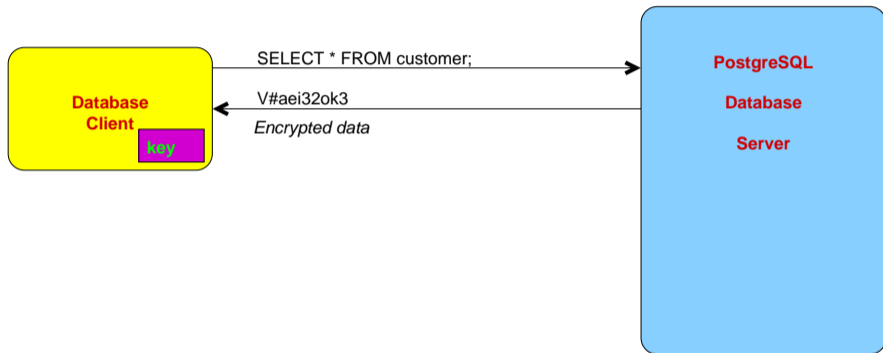 SELECT * FROM customer;
PostgreSQL
Database
Client
key
V#aei32ok3
Encrypted data
Database
Server